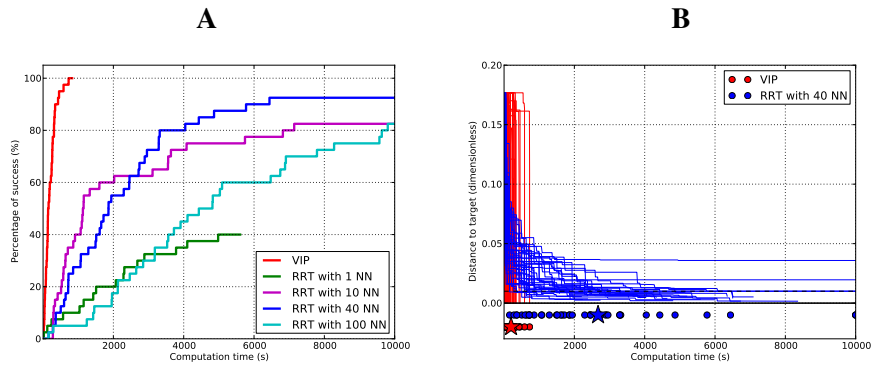 A
B
Percentage of success (%)
100
80
60
40
20
0
2000
4000
6000
8000
10000
Computation time (s)
VIP
RRT with 1 NN
RRT with 10 NN
RRT with 40 NN
RRT with 100 NN
Distance to target (dimensionless)
0.20
0.15
0.10
0.05
0.00
2000
4000
6000
8000
10000
Computation time (s)
VIP
RRT with 40 NN